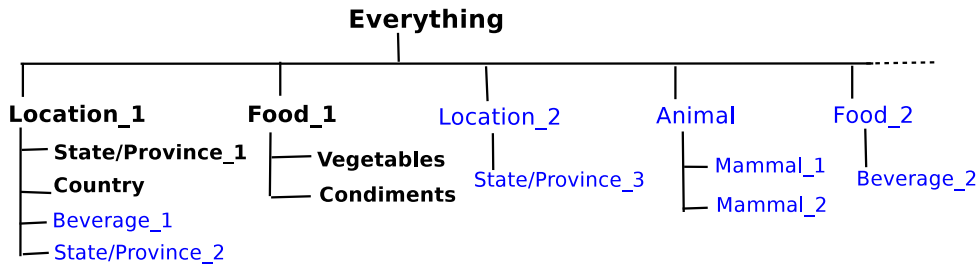 Everything
Location_1
Food_1
Location_2
Animal
Food_2
State/Province_1
Country
Beverage_1
State/Province_2
Vegetables
Condiments
State/Province_3
Mammal_1
Mammal_2
Beverage_2